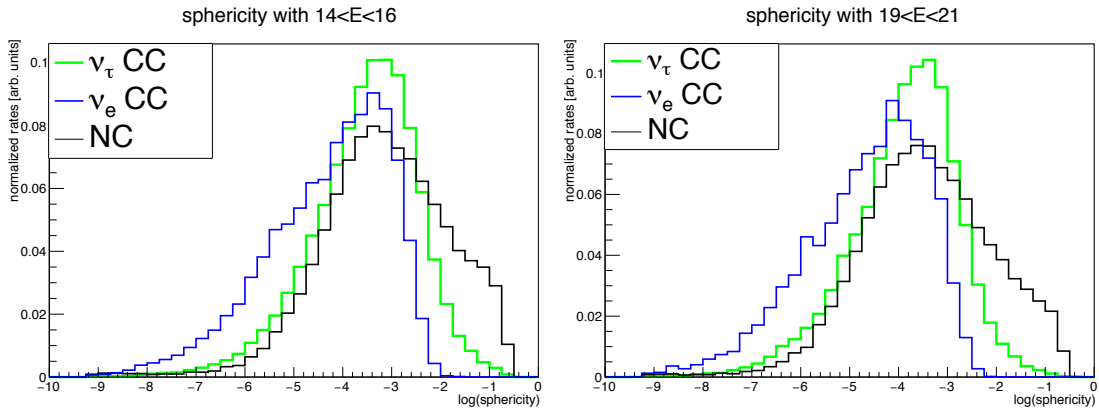 sphericity with 14<E<16
normalized rates [arb. units]
0.1
0.08
0.06
0.04
0.02
0
ντ CC
νe CC
NC
−10 −9 −8 −7 −6 −5 −4 −3 −2 −1 0
log(sphericity)
sphericity with 19<E<21
normalized rates [arb. units]
0.1
0.08
0.06
0.04
0.02
0
ντ CC
νe CC
NC
−10 −9 −8 −7 −6 −5 −4 −3 −2 −1 0
log(sphericity)